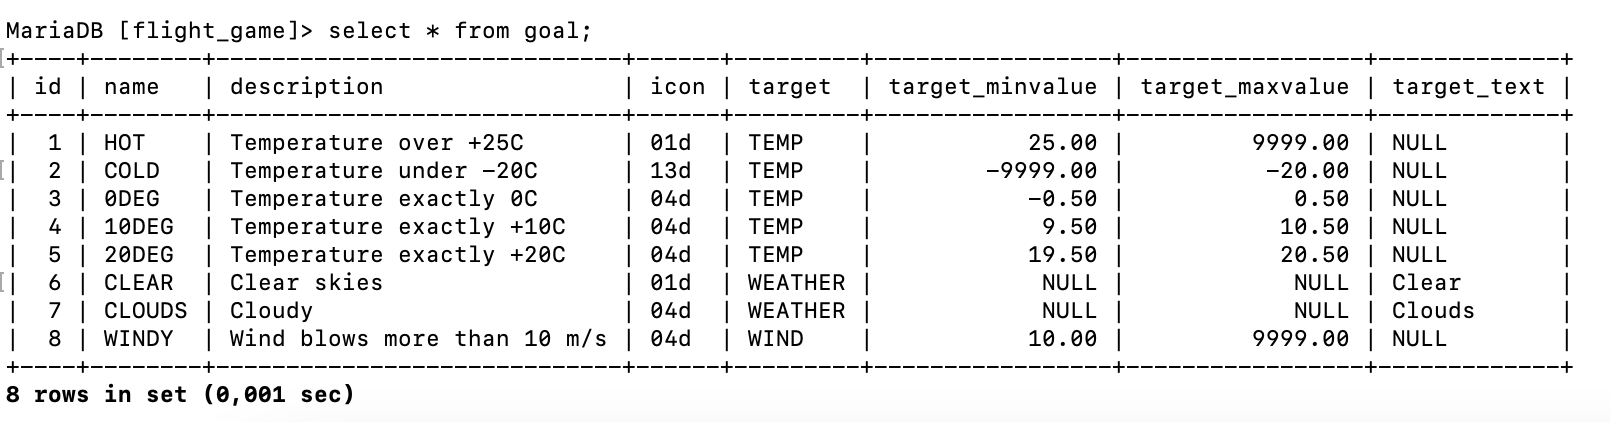 MariaDB [flight_game]> select * from goal;
+----+--------+-----------------------------+------+---------+-----------------+-----------------+-------------+
| id | name   | description                 | icon | target  | target_minvalue | target_maxvalue | target_text |
+----+--------+-----------------------------+------+---------+-----------------+-----------------+-------------+
|  1 | HOT    | Temperature over +25C       | 01d  | TEMP    |           25.00 |         9999.00 | NULL        |
|  2 | COLD   | Temperature under -20C      | 13d  | TEMP    |        -9999.00 |          -20.00 | NULL        |
|  3 | 0DEG   | Temperature exactly 0C      | 04d  | TEMP    |           -0.50 |            0.50 | NULL        |
|  4 | 10DEG  | Temperature exactly +10C    | 04d  | TEMP    |            9.50 |           10.50 | NULL        |
|  5 | 20DEG  | Temperature exactly +20C    | 04d  | TEMP    |           19.50 |           20.50 | NULL        |
|  6 | CLEAR  | Clear skies                 | 01d  | WEATHER |            NULL |            NULL | Clear       |
|  7 | CLOUDS | Cloudy                      | 04d  | WEATHER |            NULL |            NULL | Clouds      |
|  8 | WINDY  | Wind blows more than 10 m/s | 04d  | WIND    |           10.00 |         9999.00 | NULL        |
+----+--------+-----------------------------+------+---------+-----------------+-----------------+-------------+
8 rows in set (0,001 sec)